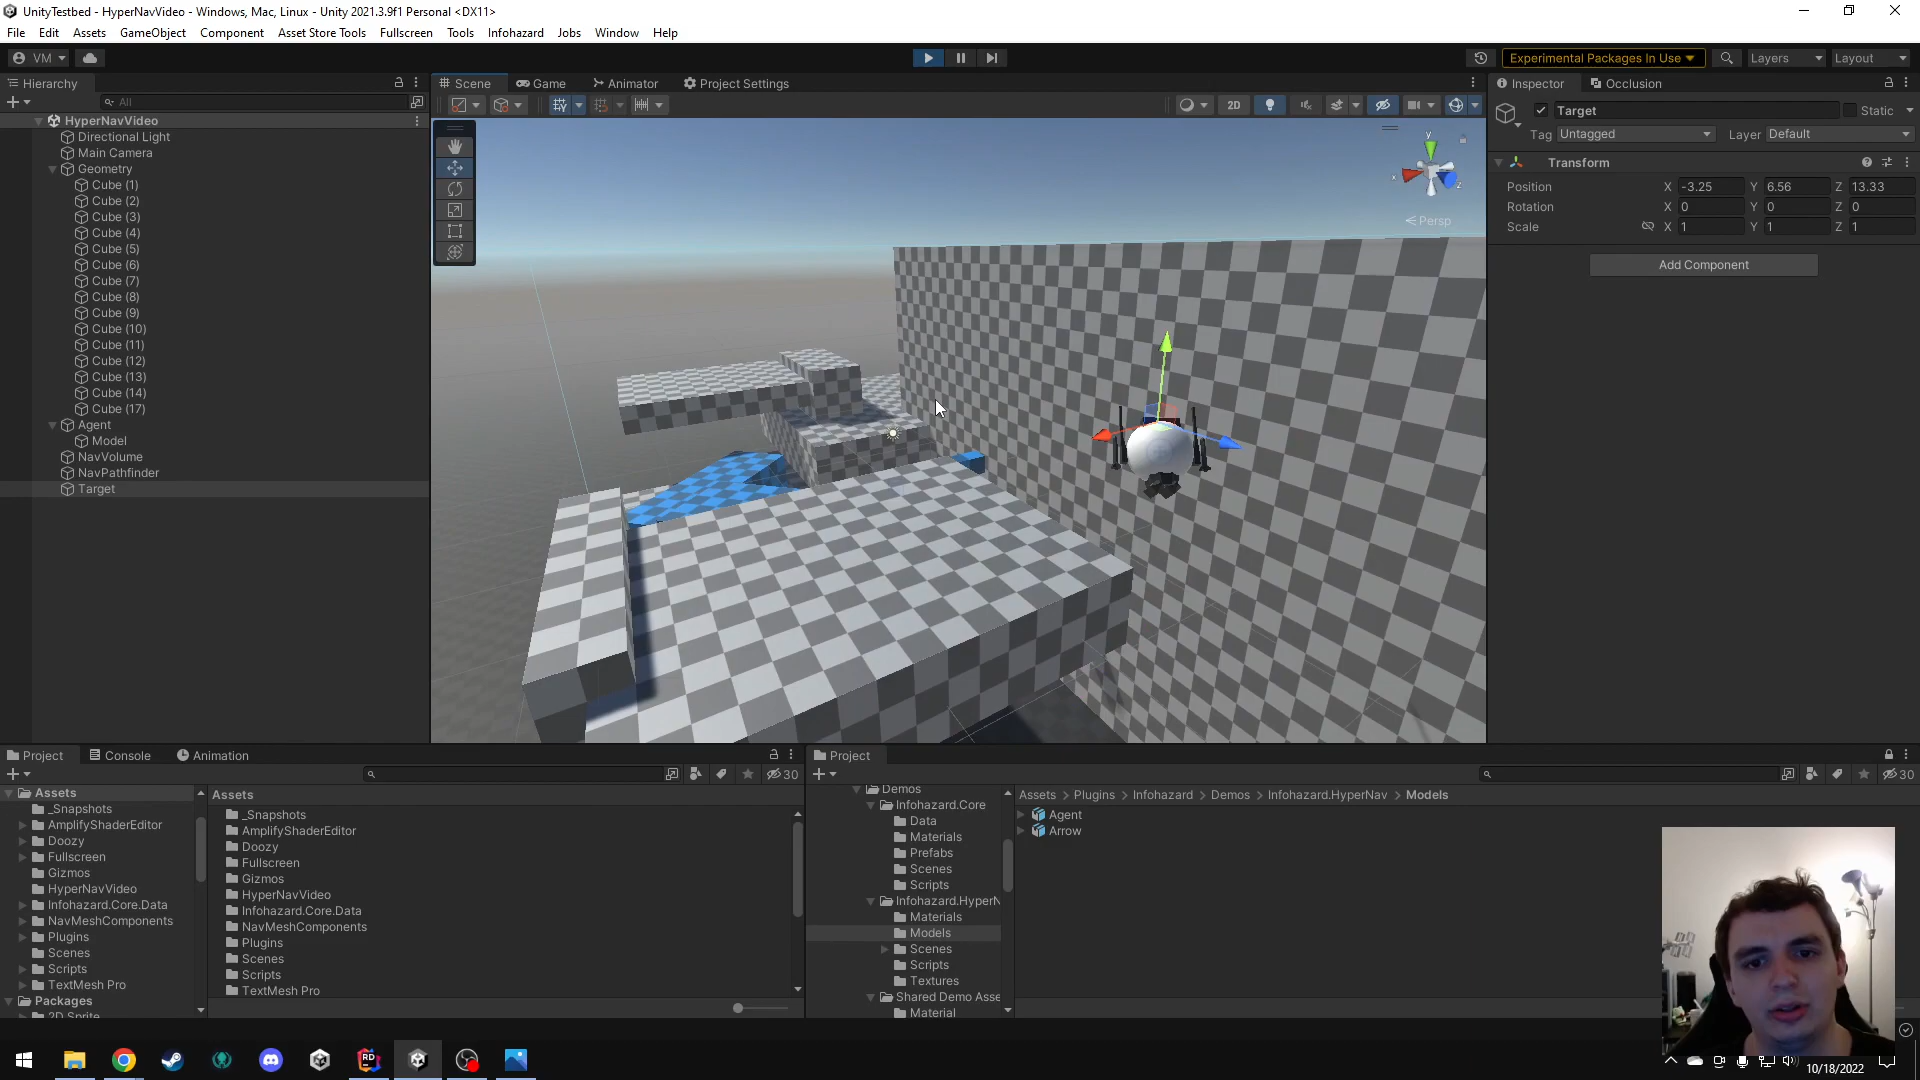 UnityTestbed - HyperNavVideo - Windows, Mac, Linux - Unity 2021.3.9f1 Personal <DX11>
File Edit Assets GameObject Component Asset Store Tools Fullscreen Tools Infohazard Jobs Window Help
VM Experimental Packages In Use Layers Layout
Hierarchy
All
HyperNavVideo
Directional Light
Main Camera
Geometry
Cube (1)
Cube (2)
Cube (3)
Cube (4)
Cube (5)
Cube (6)
Cube (7)
Cube (8)
Cube (9)
Cube (10)
Cube (11)
Cube (12)
Cube (13)
Cube (14)
Cube (17)
Agent
Model
NavVolume
NavPathfinder
Target
Scene Game Animator Project Settings
2D
y
x
z
Persp
Inspector Occlusion
Target Static
Tag Untagged Layer Default
Transform
Position X -3.25 Y 6.56 Z 13.33
Rotation X 0 Y 0 Z 0
Scale X 1 Y 1 Z 1
Add Component
Project Console Animation
30
Assets
_Snapshots
AmplifyShaderEditor
Doozy
Fullscreen
Gizmos
HyperNavVideo
Infohazard.Core.Data
NavMeshComponents
Plugins
Scenes
Scripts
TextMesh Pro
Packages
2D Sprite
Assets
_Snapshots
AmplifyShaderEditor
Doozy
Fullscreen
Gizmos
HyperNavVideo
Infohazard.Core.Data
NavMeshComponents
Plugins
Scenes
Scripts
TextMesh Pro
Project
30
Demos
Infohazard.Core
Data
Materials
Prefabs
Scenes
Scripts
Infohazard.HyperN
Materials
Models
Scenes
Scripts
Textures
Shared Demo Asse
Material
Assets > Plugins > Infohazard > Demos > Infohazard.HyperNav > Models
Agent
Arrow
RD
10/18/2022